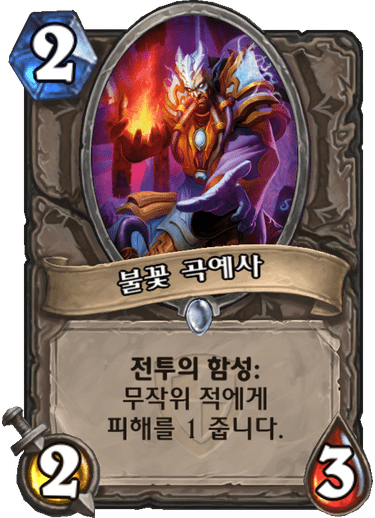 2
불꽃 곡예사
전투의 함성:
무작위 적에게
피해를 1 줍니다.
2
3